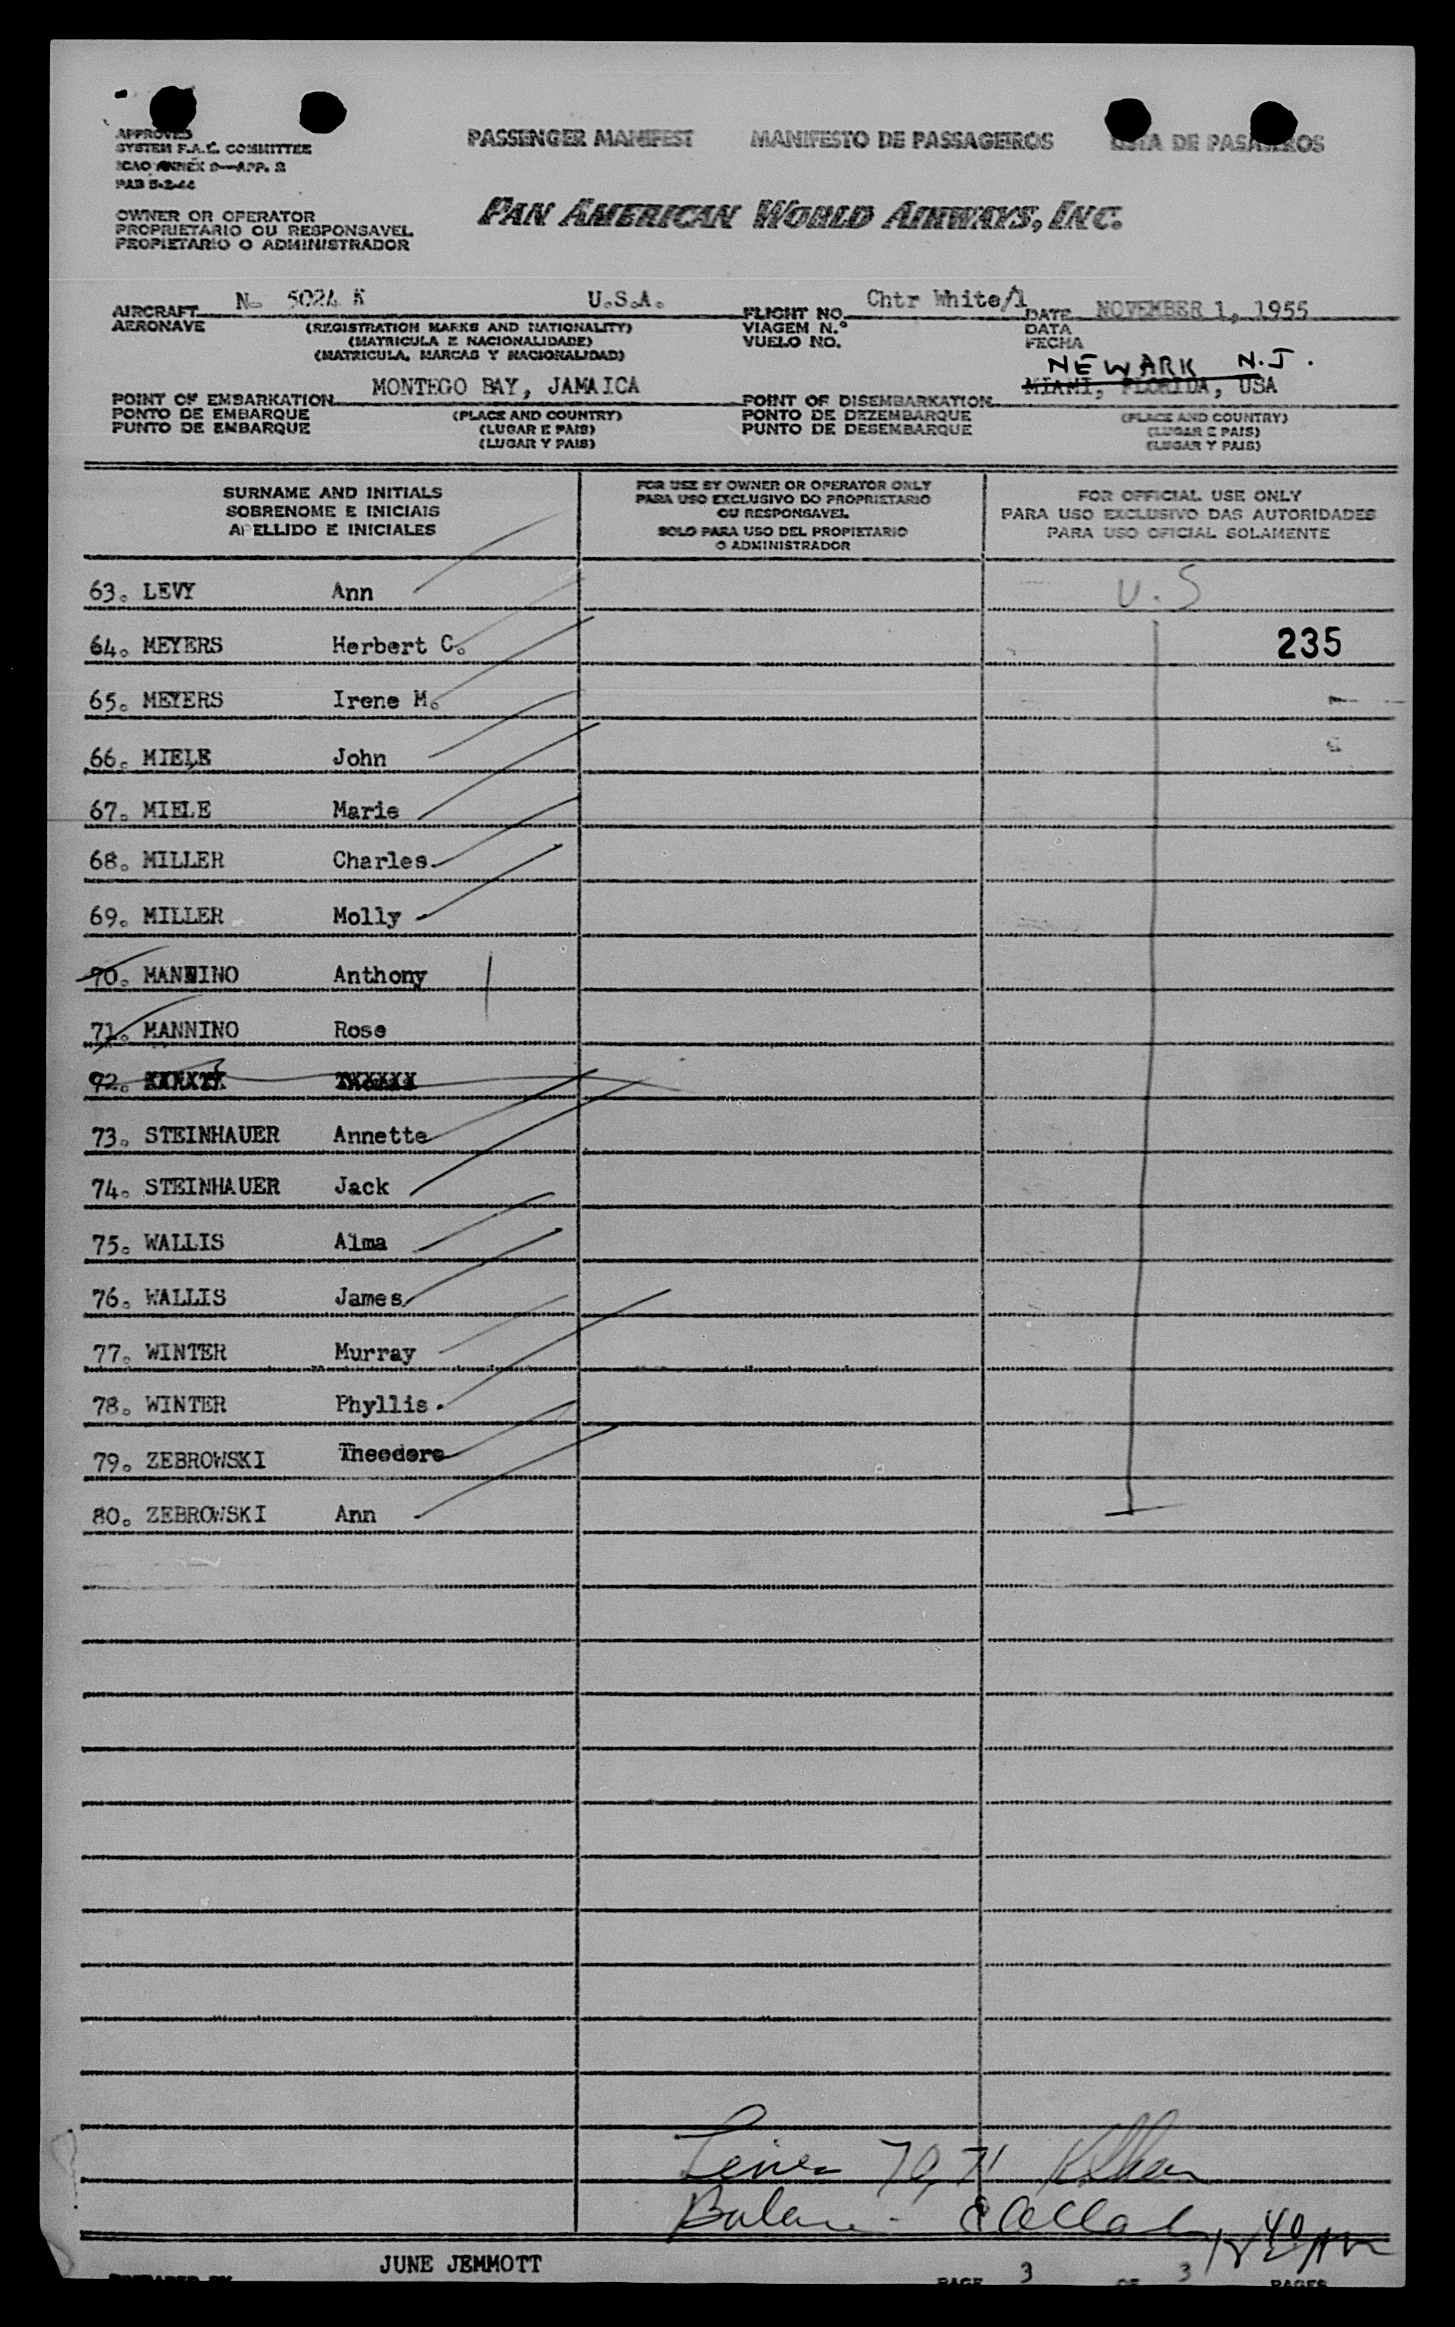 APPROVED
SYSTEM F.A.L. COMMITTEE
ICAO ANNEX 9—APP. 2
PASSENGER MANIFEST MANIFESTO DE PASSAGEIROS LISTA DE PASAJEROS
OWNER OR OPERATOR
PROPRIETARIO OU RESPONSAVEL
PROPIETARIO O ADMINISTRADOR
PAN AMERICAN WORLD AIRWAYS, INC.
AIRCRAFT N- 5024 K U.S.A. FLIGHT NO. Chtr White/1 DATE NOVEMBER 1, 1955
AERONAVE (REGISTRATION MARKS AND NATIONALITY) VIAGEM N.° DATA
(MATRICULA E NACIONALIDADE) VUELO NO. FECHA
(MATRICULA, MARCAS Y NACIONALIDAD)
NEWARK N.J.
POINT OF EMBARKATION MONTEGO BAY, JAMAICA POINT OF DISEMBARKATION MIAMI, FLORIDA, USA
PONTO DE EMBARQUE (PLACE AND COUNTRY) PONTO DE DEZEMBARQUE (PLACE AND COUNTRY)
PUNTO DE EMBARQUE (LUGAR E PAIS) PUNTO DE DESEMBARQUE (LUGAR E PAIS)
(LUGAR Y PAIS) (LUGAR Y PAIS)
SURNAME AND INITIALS
SOBRENOME E INICIAIS
APELLIDO E INICIALES
FOR USE BY OWNER OR OPERATOR ONLY
PARA USO EXCLUSIVO DO PROPRIETARIO
OU RESPONSAVEL
SOLO PARA USO DEL PROPIETARIO
O ADMINISTRADOR
FOR OFFICIAL USE ONLY
PARA USO EXCLUSIVO DAS AUTORIDADES
PARA USO OFICIAL SOLAMENTE
63. LEVY Ann U.S
64. MEYERS Herbert C. 235
65. MEYERS Irene M.
66. MIELE John
67. MIELE Marie
68. MILLER Charles
69. MILLER Molly
70. MANNINO Anthony
71. MANNINO Rose
72.
73. STEINHAUER Annette
74. STEINHAUER Jack
75. WALLIS Alma
76. WALLIS James
77. WINTER Murray
78. WINTER Phyllis
79. ZEBROWSKI Theodore
80. ZEBROWSKI Ann
Lines 70, 71
PREPARED BY JUNE JEMMOTT PAGE 3 OF 3 PAGES